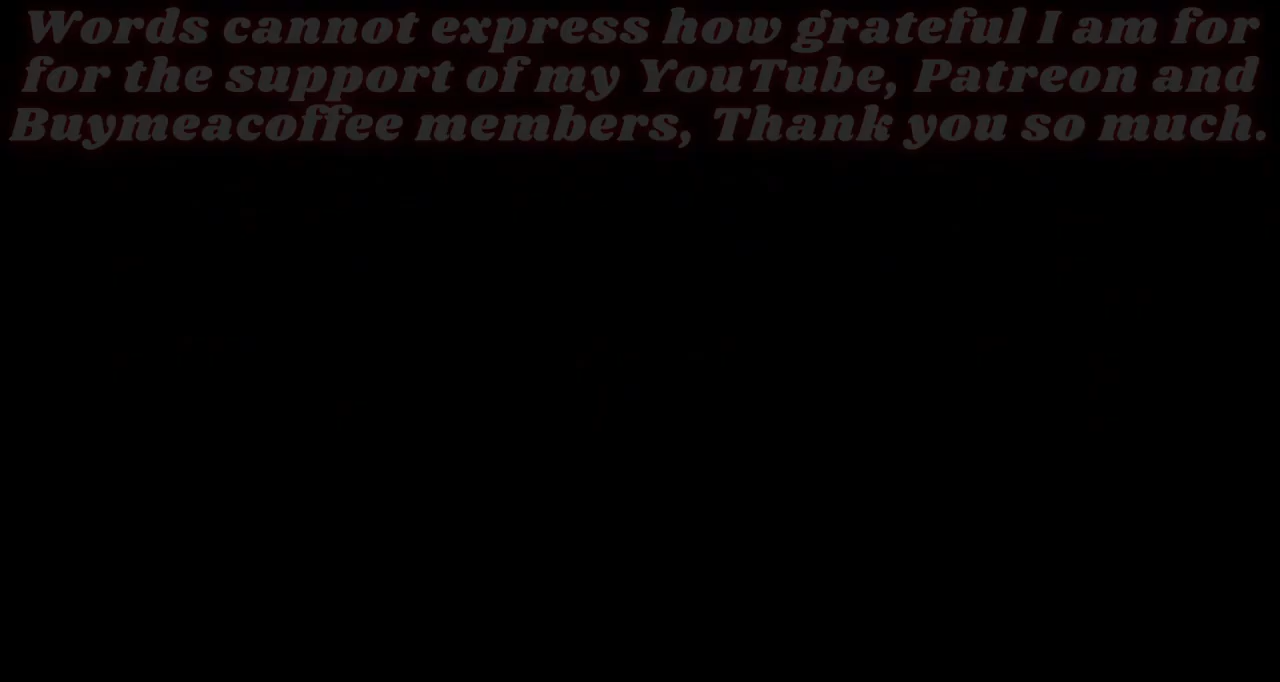 Words cannot express how grateful I am for
for the support of my YouTube, Patreon and
Buymeacoffee members, Thank you so much.